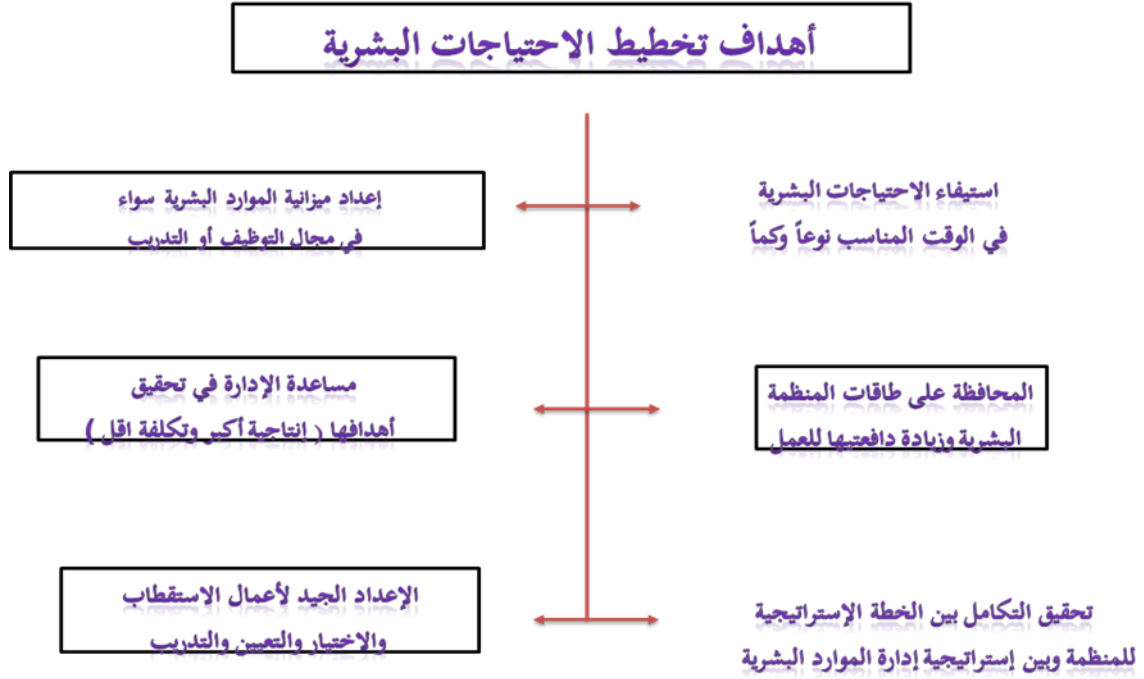 أهداف تخطيط الاحتياجات البشرية
استيفاء الاحتياجات البشرية
في الوقت المناسب نوعاً وكماً
إعداد ميزانية الموارد البشرية سواء
في مجال التوظيف أو التدريب
المحافظة على طاقات المنظمة
البشرية وزيادة دافعتيها للعمل
مساعدة الإدارة في تحقيق
أهدافها ( إنتاجية أكبر وتكلفة اقل )
تحقيق التكامل بين الخطة الإستراتيجية
للمنظمة وبين إستراتيجية إدارة الموارد البشرية
الإعداد الجيد لأعمال الاستقطاب
والاختيار والتعيين والتدريب